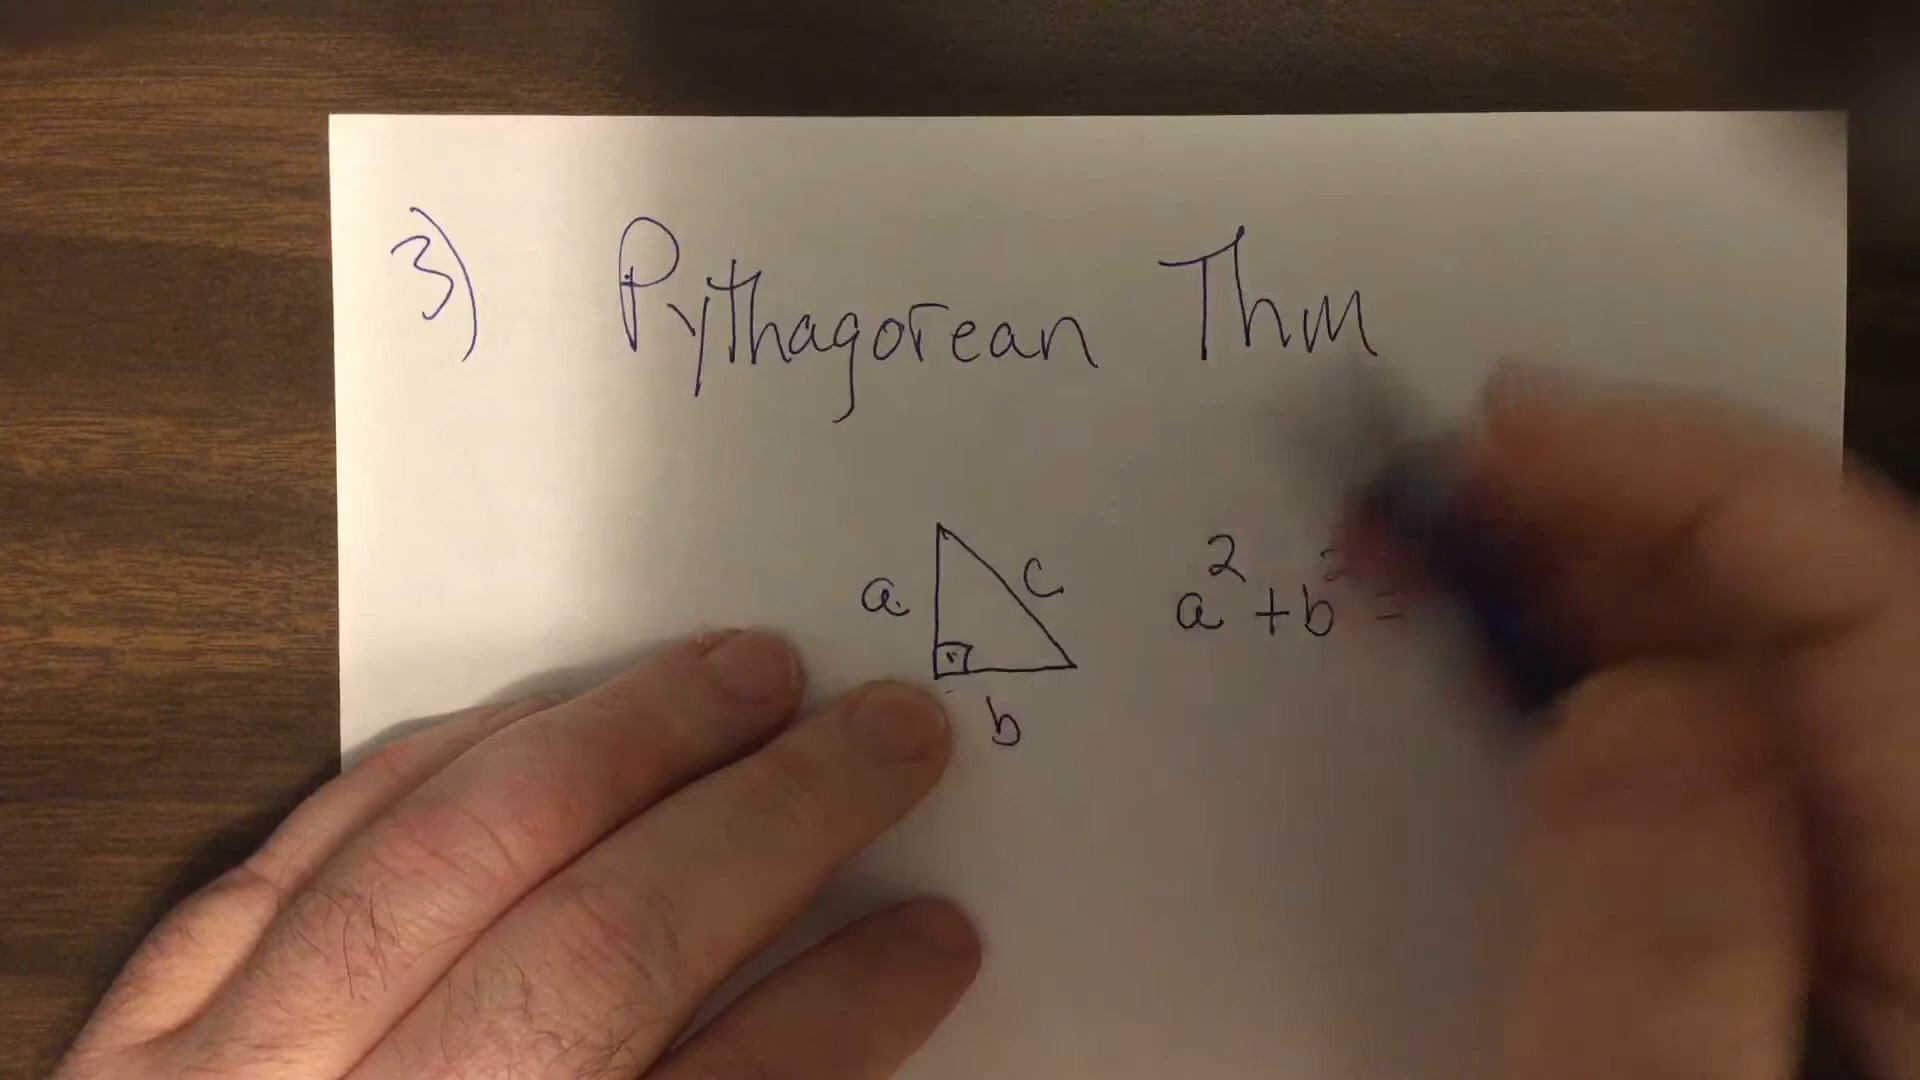 3) Pythagorean Thm
a c a² + b² =
b